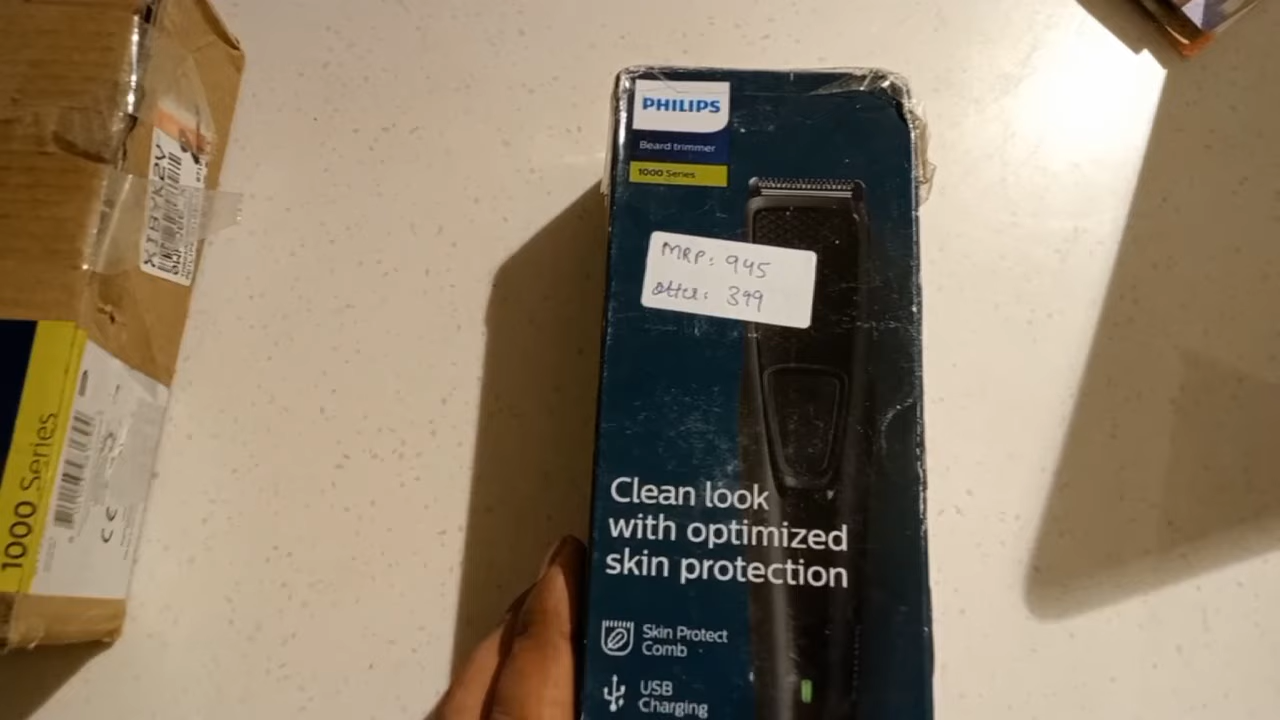 PHILIPS
Beard trimmer
1000 Series
MRP: 945
offer: 399
Clean look
with optimized
skin protection
Skin Protect
Comb
USB
Charging
1000 Series
CE